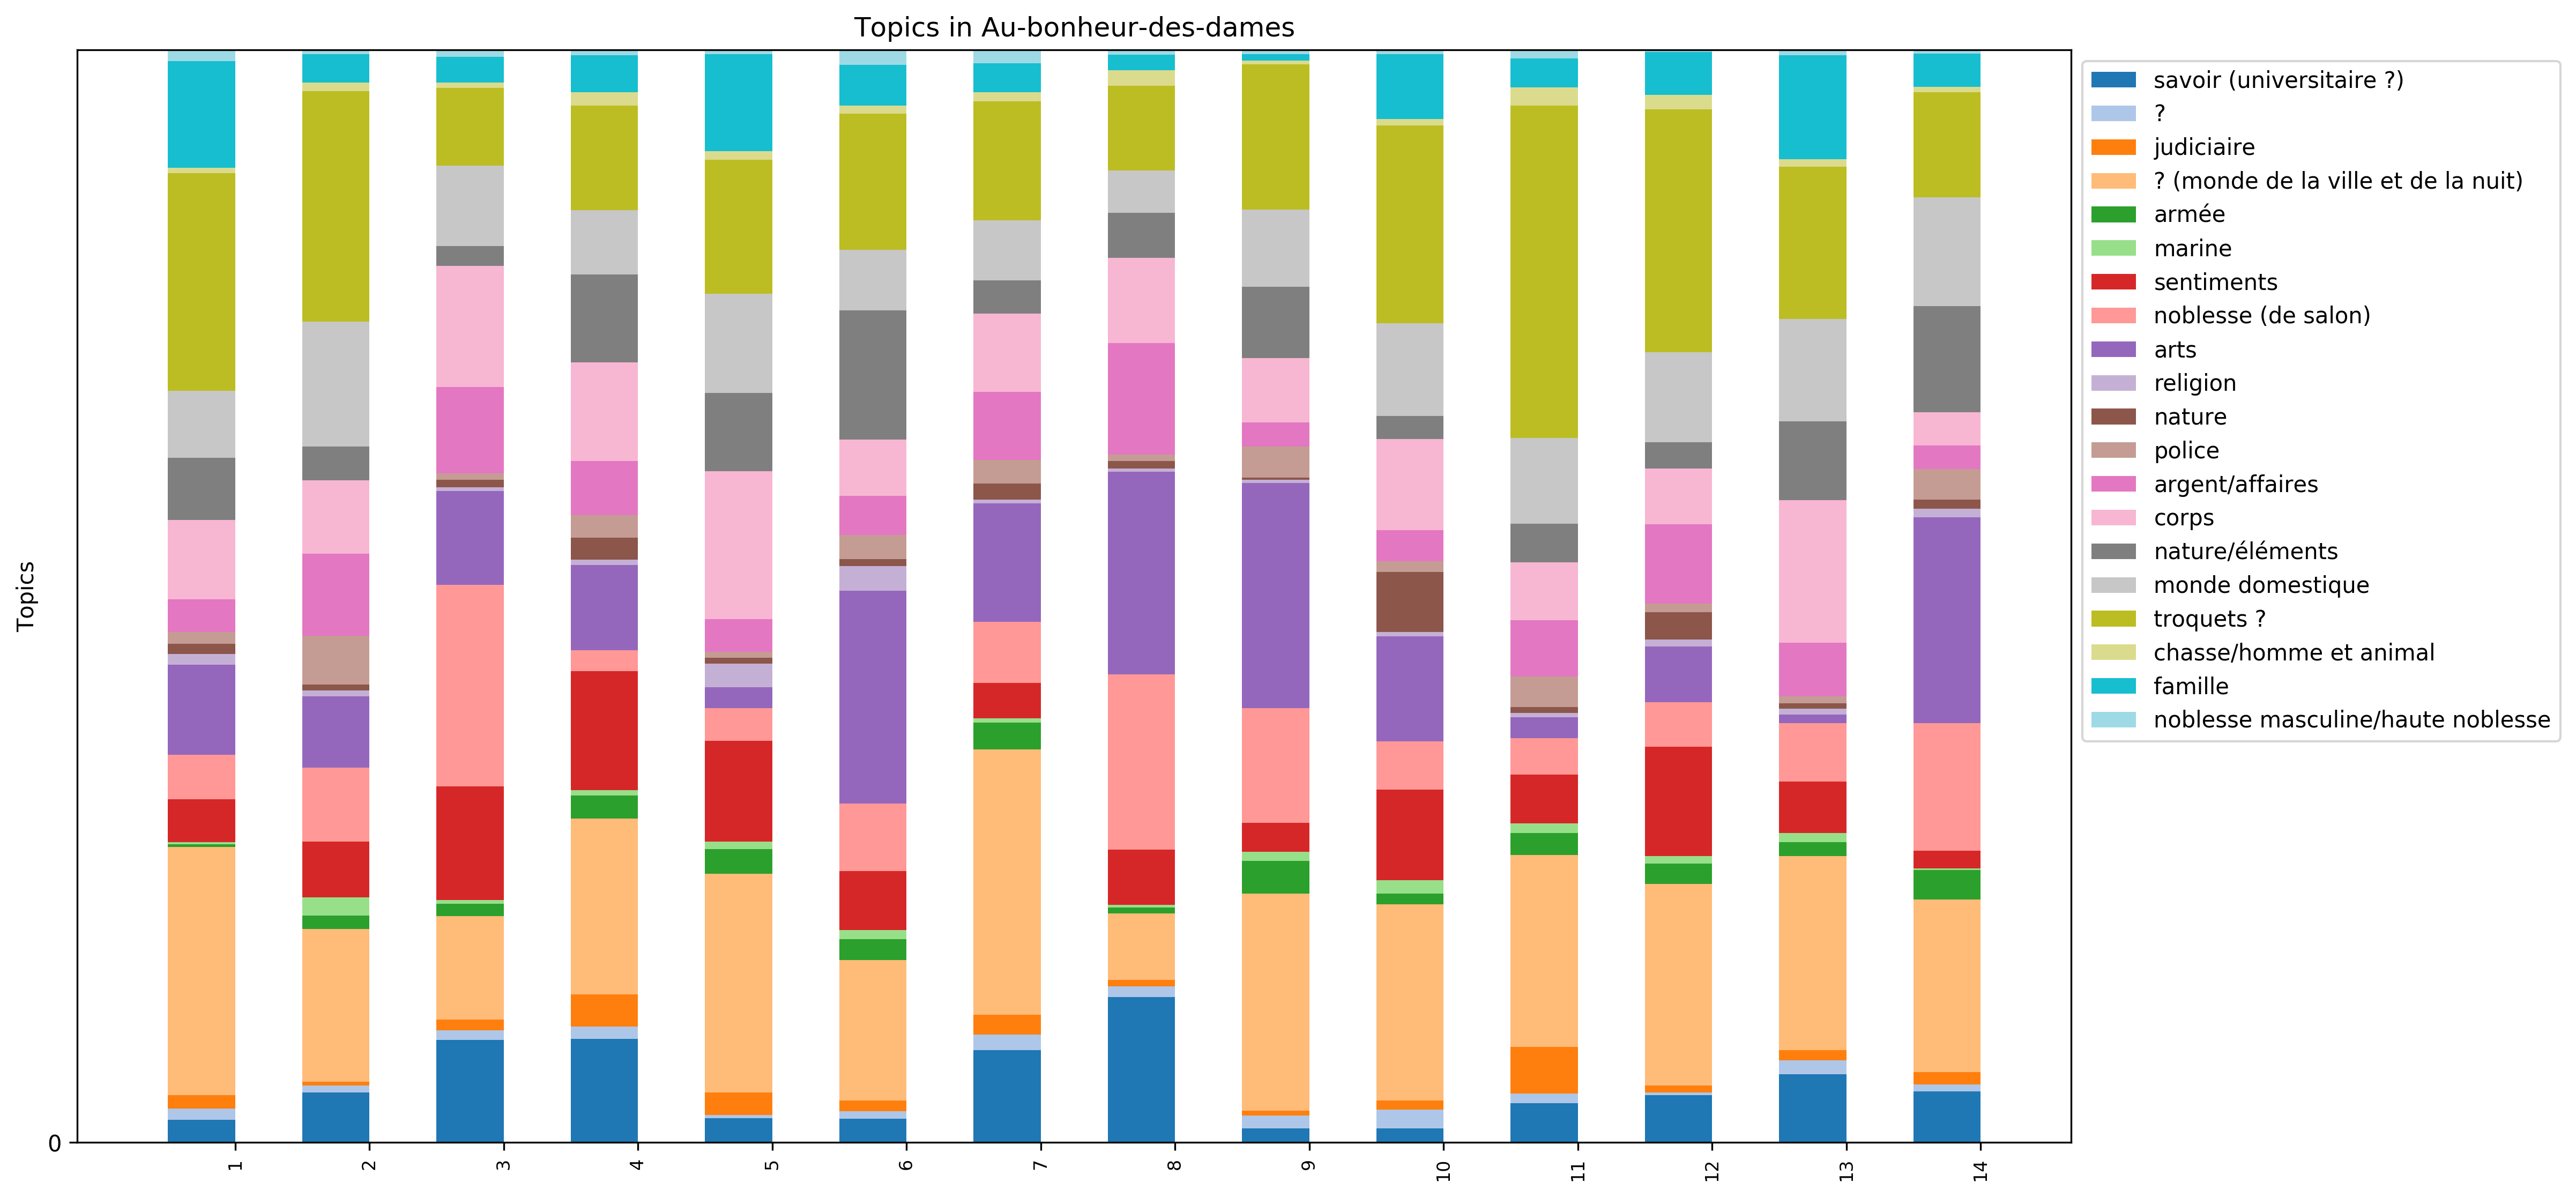 Topics in Au-bonheur-des-dames
savoir (universitaire ?)
?
judiciaire
? (monde de la ville et de la nuit)
armée
marine
sentiments
noblesse (de salon)
arts
religion
nature
police
argent/affaires
corps
nature/éléments
monde domestique
troquets ?
chasse/homme et animal
famille
noblesse masculine/haute noblesse
Topics
0
1
2
3
4
5
6
7
8
9
10
11
12
13
14